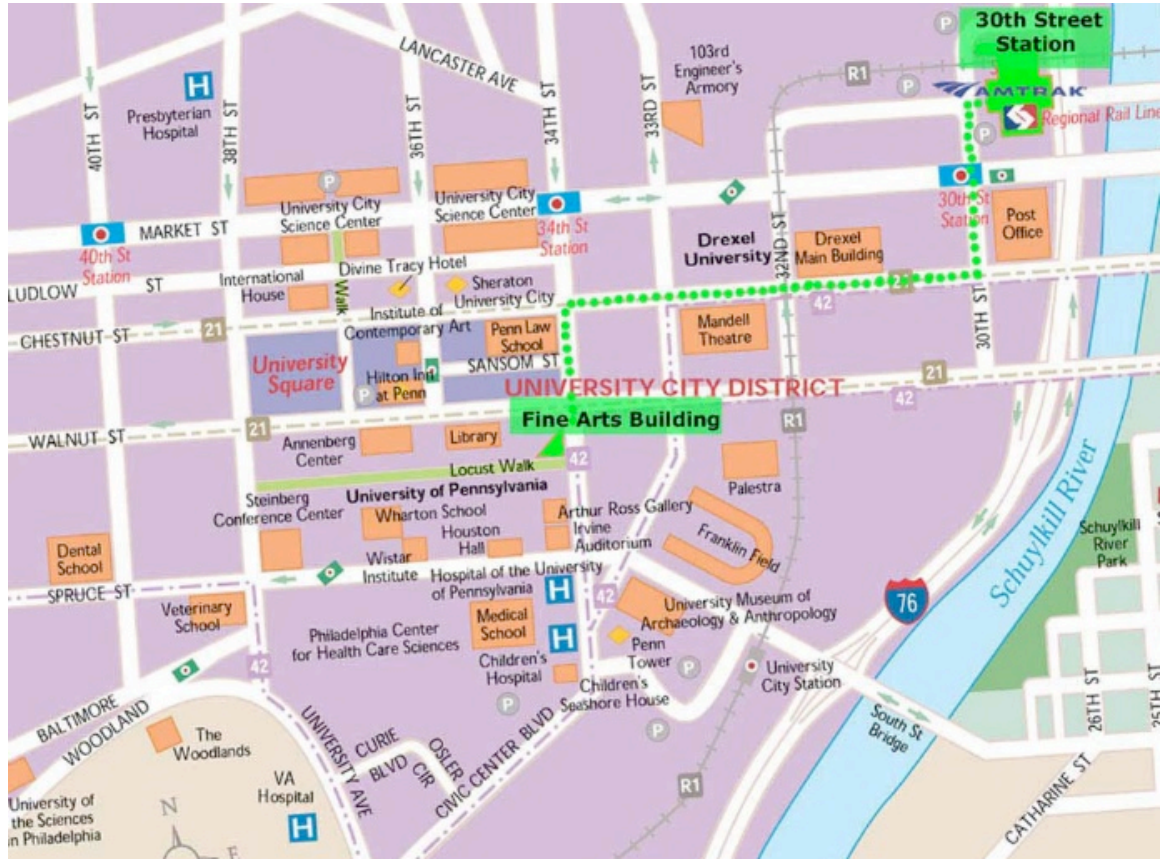 30th Street
Station
AMTRAK
Regional Rail Line
P
P
P
LANCASTER AVE
103rd
Engineer's
Armory
R1
H
Presbyterian
Hospital
40TH ST
38TH ST
36TH ST
34TH ST
33RD ST
P
University City
Science Center
University City
Science Center
34th St
Station
30th St
Station
Post
Office
MARKET ST
40th St
Station
Drexel
University
32ND ST
Drexel
Main Building
International
House
Walk
Divine Tracy Hotel
Sheraton
University City
LUDLOW ST
21
42
30TH ST
CHESTNUT ST
21
Institute of
Contemporary Art
Penn Law
School
Mandell
Theatre
University
Square
SANSOM ST
Hilton Inn
at Penn
P
UNIVERSITY CITY DISTRICT
21
42
Fine Arts Building
R1
WALNUT ST
21
Annenberg
Center
Library
42
Locust Walk
University of Pennsylvania
Palestra
Steinberg
Conference Center
Wharton School
Houston
Hall
Arthur Ross Gallery
Irvine
Auditorium
Franklin Field
Schuylkill River
Schuylkill
River
Park
Dental
School
Wistar
Institute
SPRUCE ST
Hospital of the University
of Pennsylvania
H
42
76
Veterinary
School
Medical
School
University Museum of
Archaeology & Anthropology
Philadelphia Center
for Health Care Sciences
H
Penn
Tower
P
42
Children's
Hospital
Children's
Seashore House
University
City Station
P
P
BALTIMORE
WOODLAND
The
Woodlands
UNIVERSITY AVE
CURIE
BLVD
OSLER
CIR
CIVIC CENTER BLVD
South St
Bridge
26TH ST
25TH ST
VA
Hospital
H
R1
CATHARINE ST
University of
the Sciences
in Philadelphia
N
E